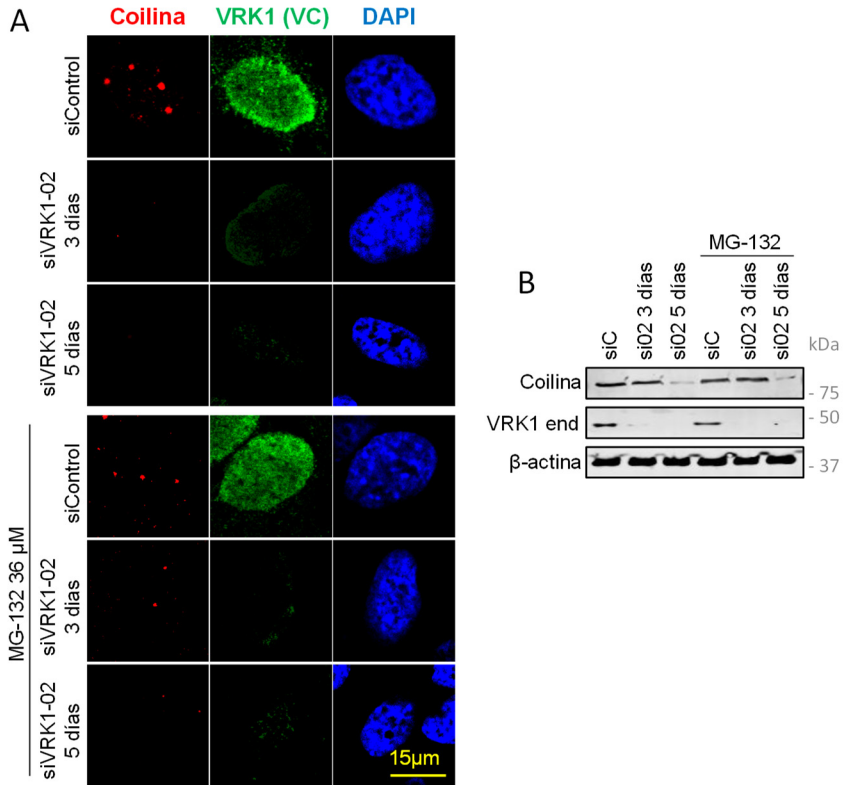 A
Coilina VRK1 (VC) DAPI
siControl
siVRK1-02
3 días
siVRK1-02
5 días
MG-132 36 µM
siControl
siVRK1-02
3 días
siVRK1-02
5 días
15µm
B
MG-132
siC
si02 3 días
si02 5 días
siC
si02 3 días
si02 5 días
kDa
Coilina
- 75
VRK1 end
- 50
β-actina
- 37